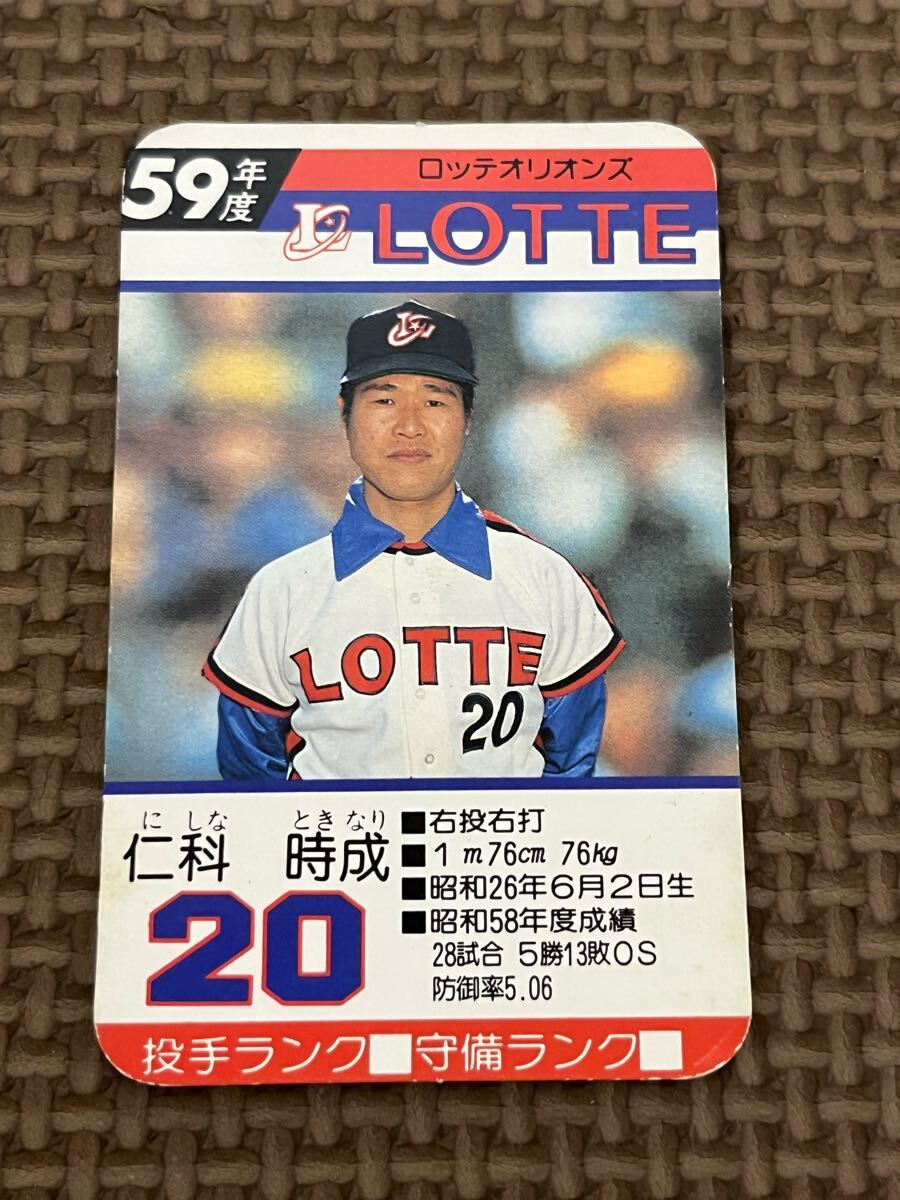 59年度
ロッテオリオンズ
LOTTE
LOTTE
20
に しな とき なり
仁科 時成
20
■右投右打
■1m76cm 76kg
■昭和26年6月2日生
■昭和58年度成績
28試合 5勝13敗0S
防御率5.06
投手ランク□守備ランク□